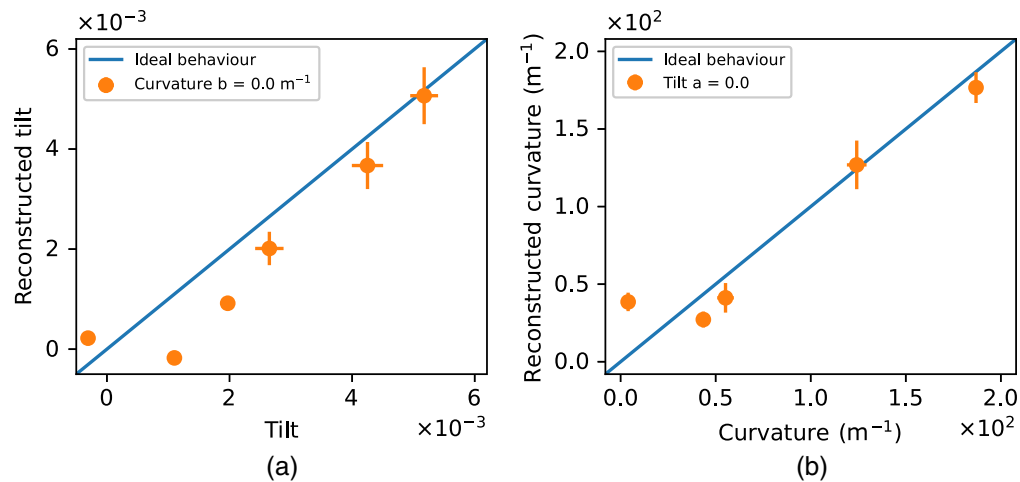 ×10⁻³
6
4
2
0
Reconstructed tilt
Ideal behaviour
Curvature b = 0.0 m⁻¹
0 2 4 6
Tilt
×10⁻³
(a)
×10²
2.0
1.5
1.0
0.5
0.0
Reconstructed curvature (m⁻¹)
Ideal behaviour
Tilt a = 0.0
0.0 0.5 1.0 1.5 2.0
Curvature (m⁻¹)
×10²
(b)